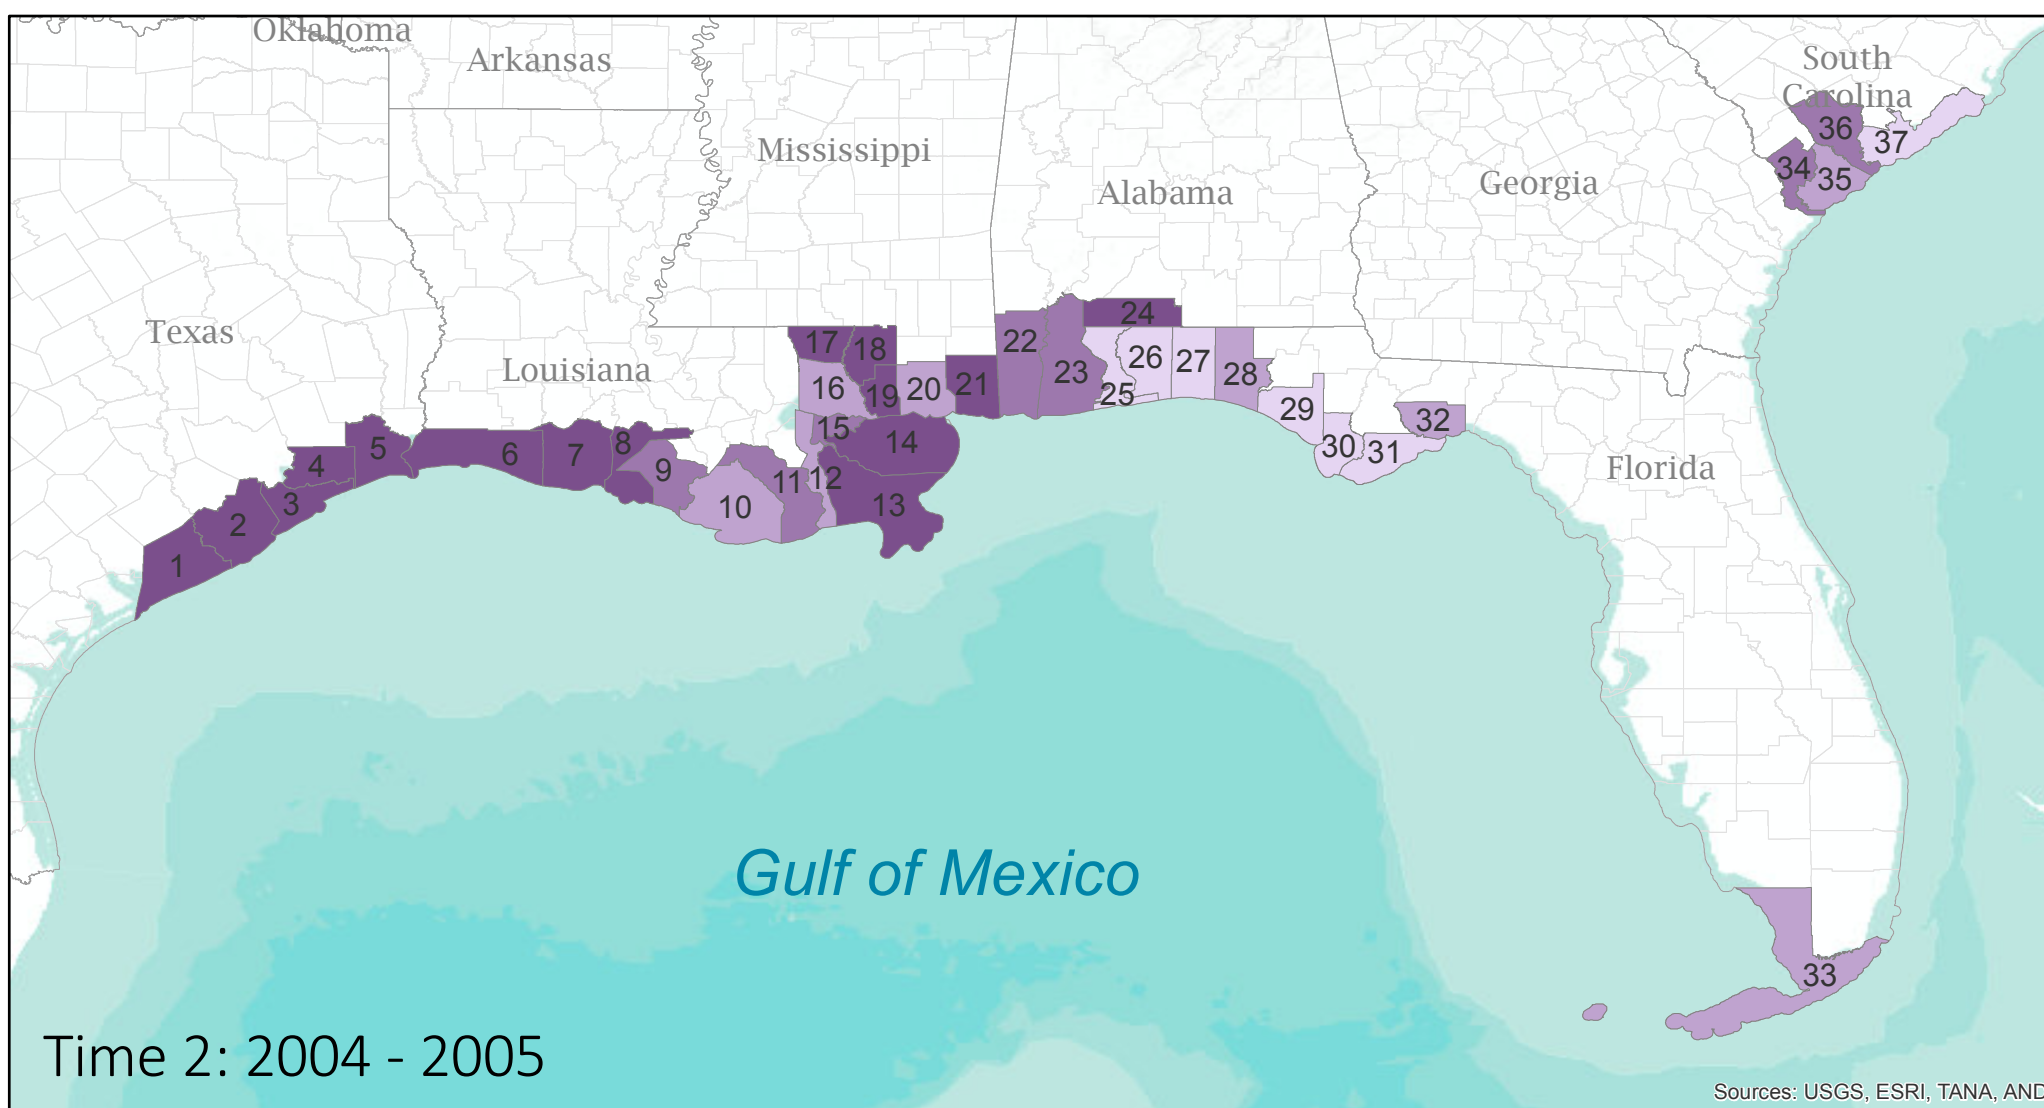 Oklahoma
Arkansas
South
Carolina
Mississippi
Alabama
Georgia
Texas
Louisiana
Florida
36
37
34
35
24
22
23
26
27
28
25
29
30
31
32
17
18
16
19
20
21
15
14
12
11
13
10
9
8
7
6
5
4
3
2
1
33
Gulf of Mexico
Time 2: 2004 - 2005
Sources: USGS, ESRI, TANA, AND